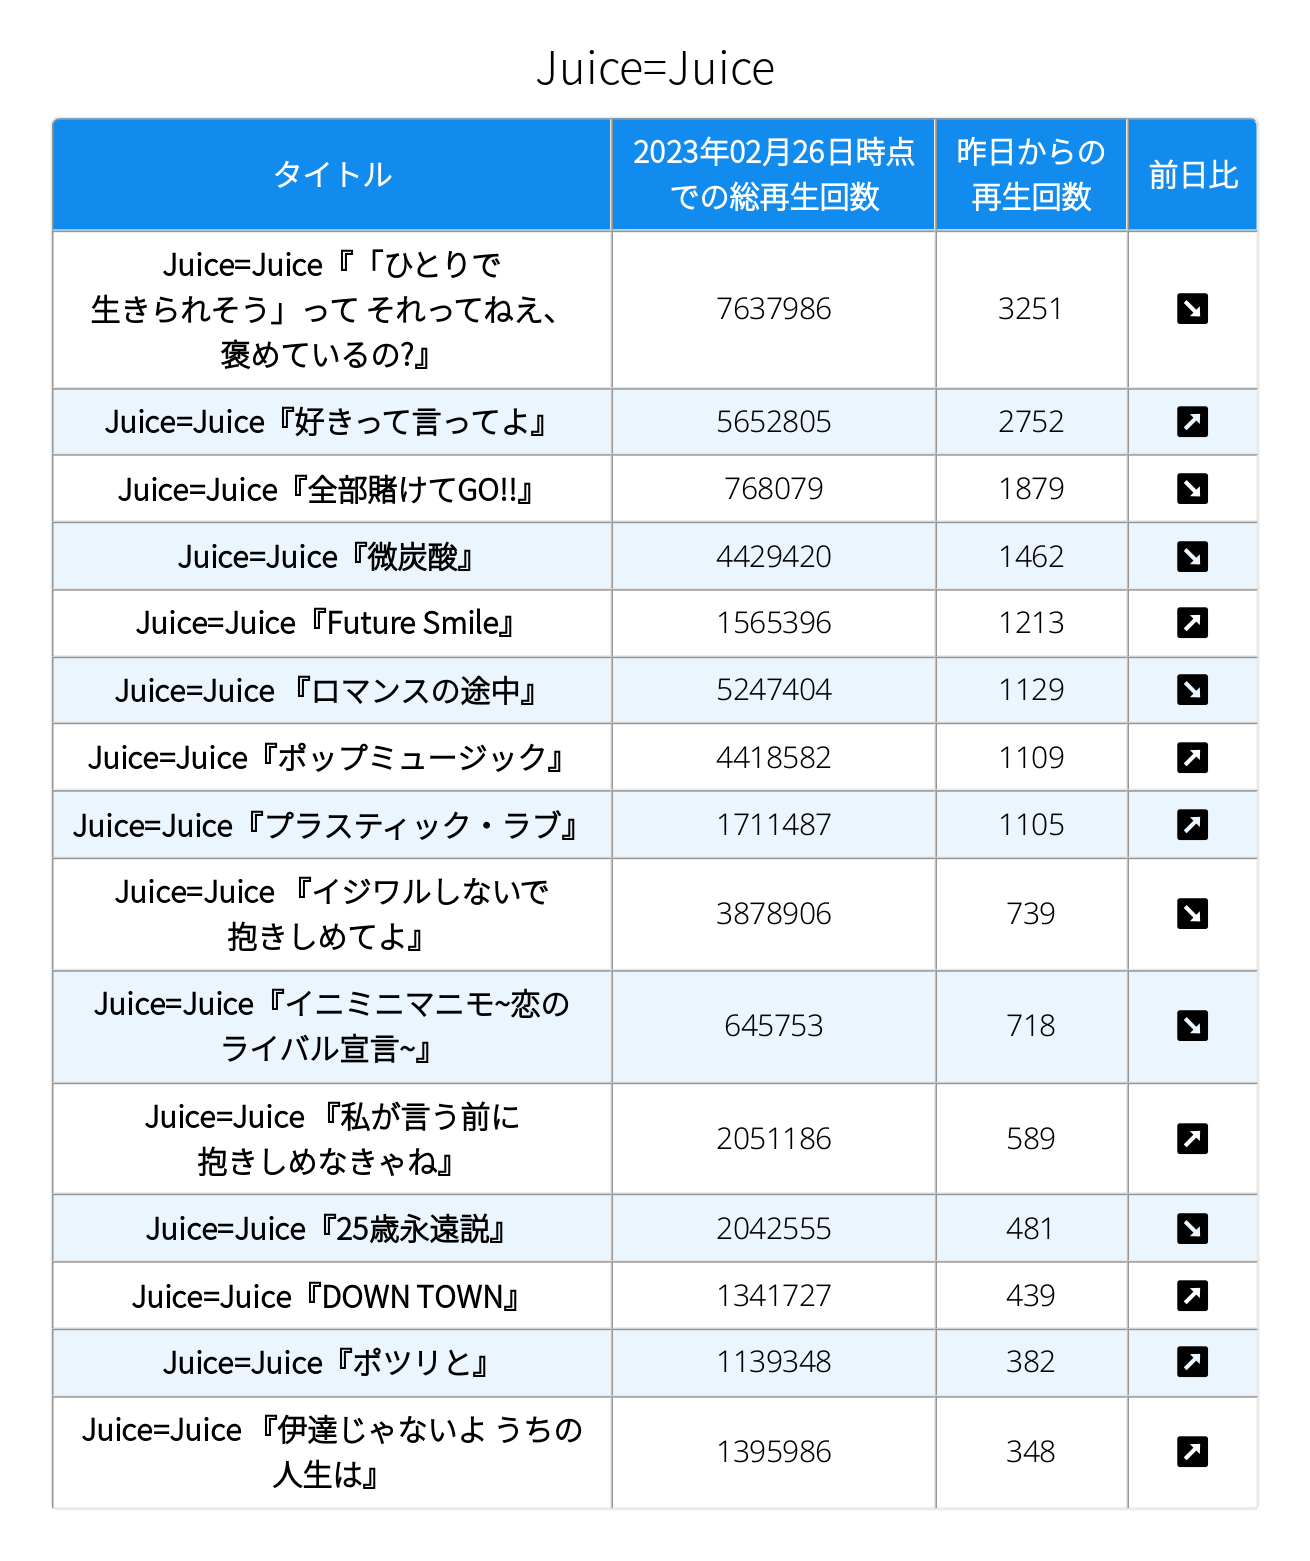 Juice=Juice
タイトル
2023年02月26日時点
での総再生回数
昨日からの
再生回数
前日比
Juice=Juice『「ひとりで
生きられそう」って それってねえ、
褒めているの?』
7637986
3251
Juice=Juice『好きって言ってよ』
5652805
2752
Juice=Juice『全部賭けてGO!!』
768079
1879
Juice=Juice『微炭酸』
4429420
1462
Juice=Juice『Future Smile』
1565396
1213
Juice=Juice 『ロマンスの途中』
5247404
1129
Juice=Juice『ポップミュージック』
4418582
1109
Juice=Juice『プラスティック・ラブ』
1711487
1105
Juice=Juice 『イジワルしないで
抱きしめてよ』
3878906
739
Juice=Juice『イニミニマニモ~恋の
ライバル宣言~』
645753
718
Juice=Juice 『私が言う前に
抱きしめなきゃね』
2051186
589
Juice=Juice『25歳永遠説』
2042555
481
Juice=Juice『DOWN TOWN』
1341727
439
Juice=Juice『ポツリと』
1139348
382
Juice=Juice 『伊達じゃないよ うちの
人生は』
1395986
348